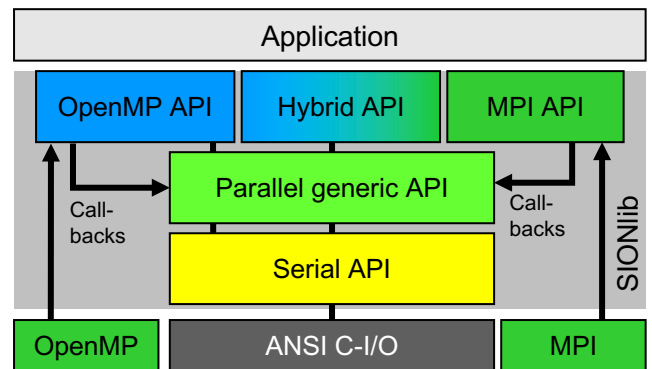 Application
OpenMP API
Hybrid API
MPI API
Parallel generic API
Call-
backs
Call-
backs
Serial API
SIONlib
OpenMP
ANSI C-I/O
MPI